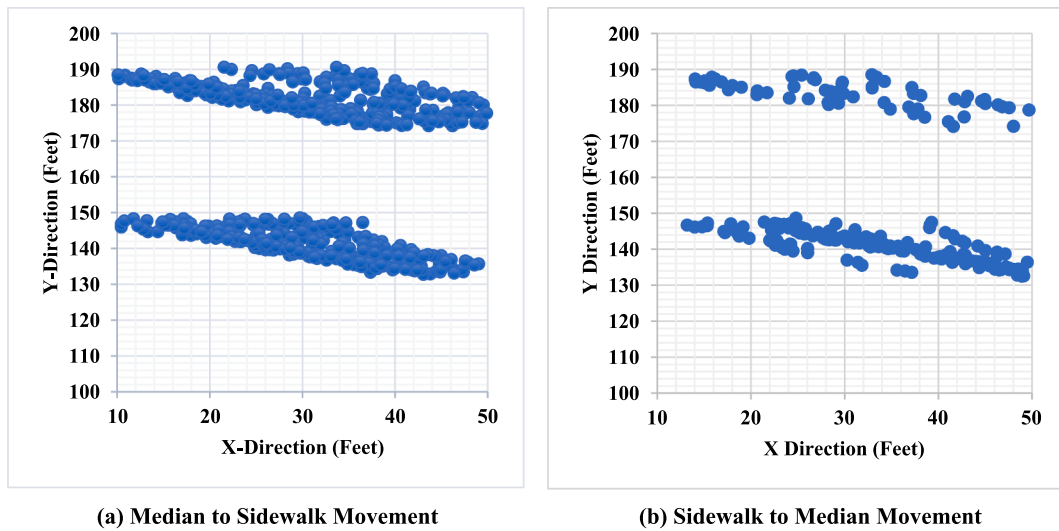 200
190
180
170
160
150
140
130
120
110
100
Y-Direction (Feet)
10 20 30 40 50
X-Direction (Feet)
(a) Median to Sidewalk Movement
200
190
180
170
160
150
140
130
120
110
100
Y Direction (Feet)
10 20 30 40 50
X Direction (Feet)
(b) Sidewalk to Median Movement